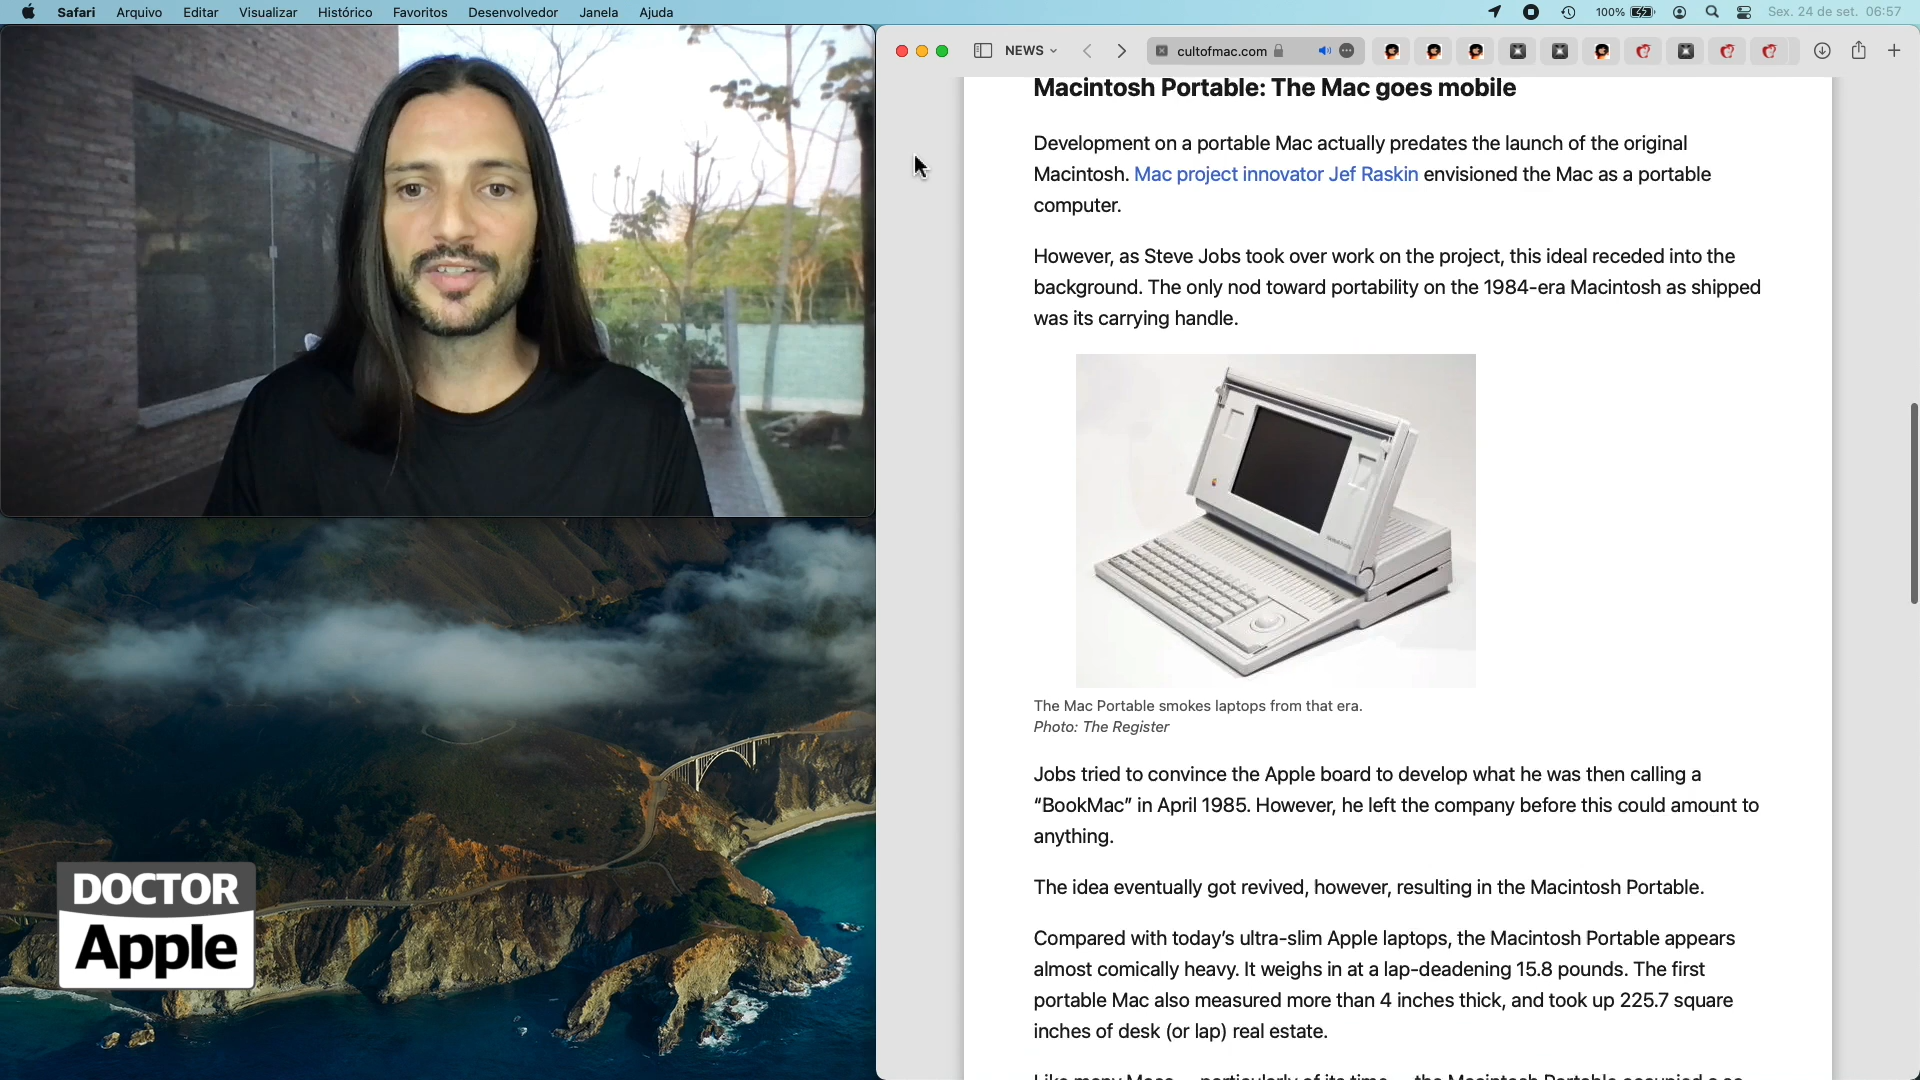 Safari Arquivo Editar Visualizar Histórico Favoritos Desenvolvedor Janela Ajuda
100% Sex. 24 de set. 06:57
NEWS
cultofmac.com
Macintosh Portable: The Mac goes mobile
Development on a portable Mac actually predates the launch of the original
Macintosh. Mac project innovator Jef Raskin envisioned the Mac as a portable
computer.
However, as Steve Jobs took over work on the project, this ideal receded into the
background. The only nod toward portability on the 1984-era Macintosh as shipped
was its carrying handle.
The Mac Portable smokes laptops from that era.
Photo: The Register
Jobs tried to convince the Apple board to develop what he was then calling a
“BookMac” in April 1985. However, he left the company before this could amount to
anything.
The idea eventually got revived, however, resulting in the Macintosh Portable.
Compared with today’s ultra-slim Apple laptops, the Macintosh Portable appears
almost comically heavy. It weighs in at a lap-deadening 15.8 pounds. The first
portable Mac also measured more than 4 inches thick, and took up 225.7 square
inches of desk (or lap) real estate.
DOCTOR
Apple